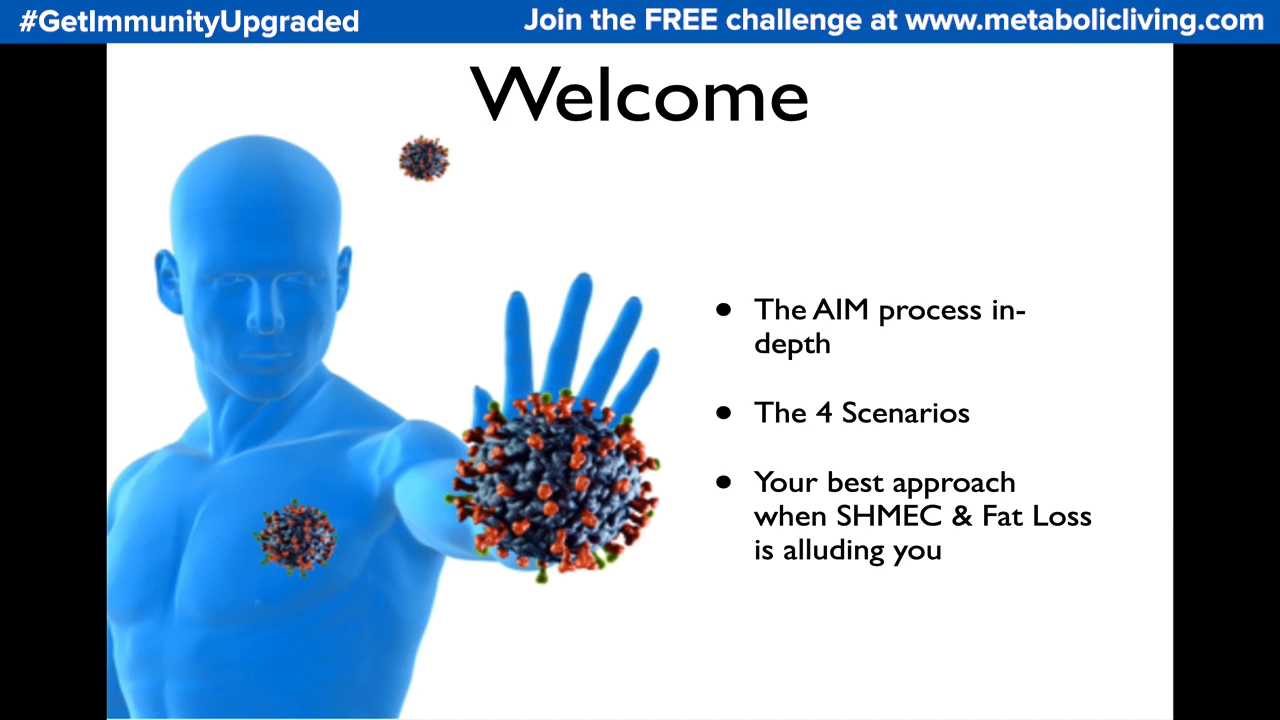 #GetImmunityUpgraded
Join the FREE challenge at www.metabolicliving.com
Welcome
• The AIM process in-
depth
• The 4 Scenarios
• Your best approach
when SHMEC & Fat Loss
is alluding you